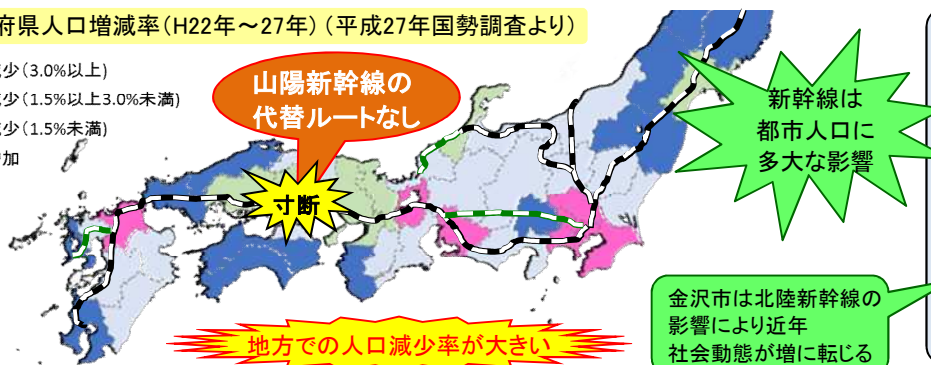 府県人口増減率(H22年～27年)(平成27年国勢調査より)
少(3.0%以上)
少(1.5%以上3.0%未満)
少(1.5%未満)
加
山陽新幹線の
代替ルートなし
寸断
新幹線は
都市人口に
多大な影響
金沢市は北陸新幹線の
影響により近年
社会動態が増に転じる
地方での人口減少率が大きい